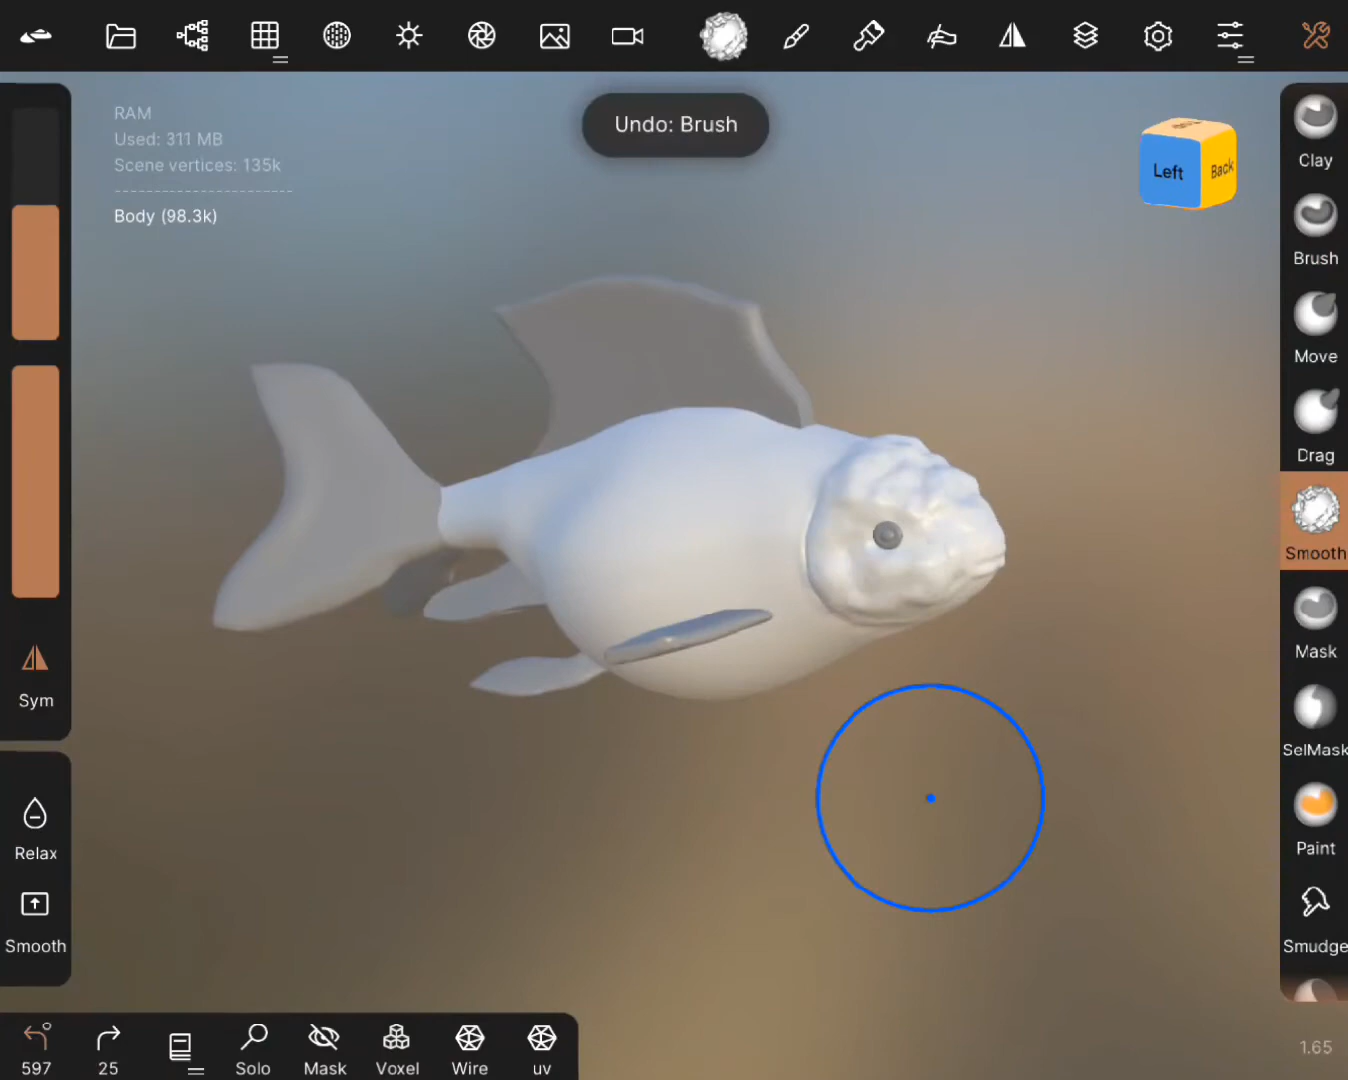 RAM
Used: 311 MB
Scene vertices: 135k
Body (98.3k)
Undo: Brush
Left
Back
Clay
Brush
Move
Drag
Smooth
Mask
SelMask
Paint
Smudge
Sym
Relax
Smooth
597
25
Solo
Mask
Voxel
Wire
uv
1.65